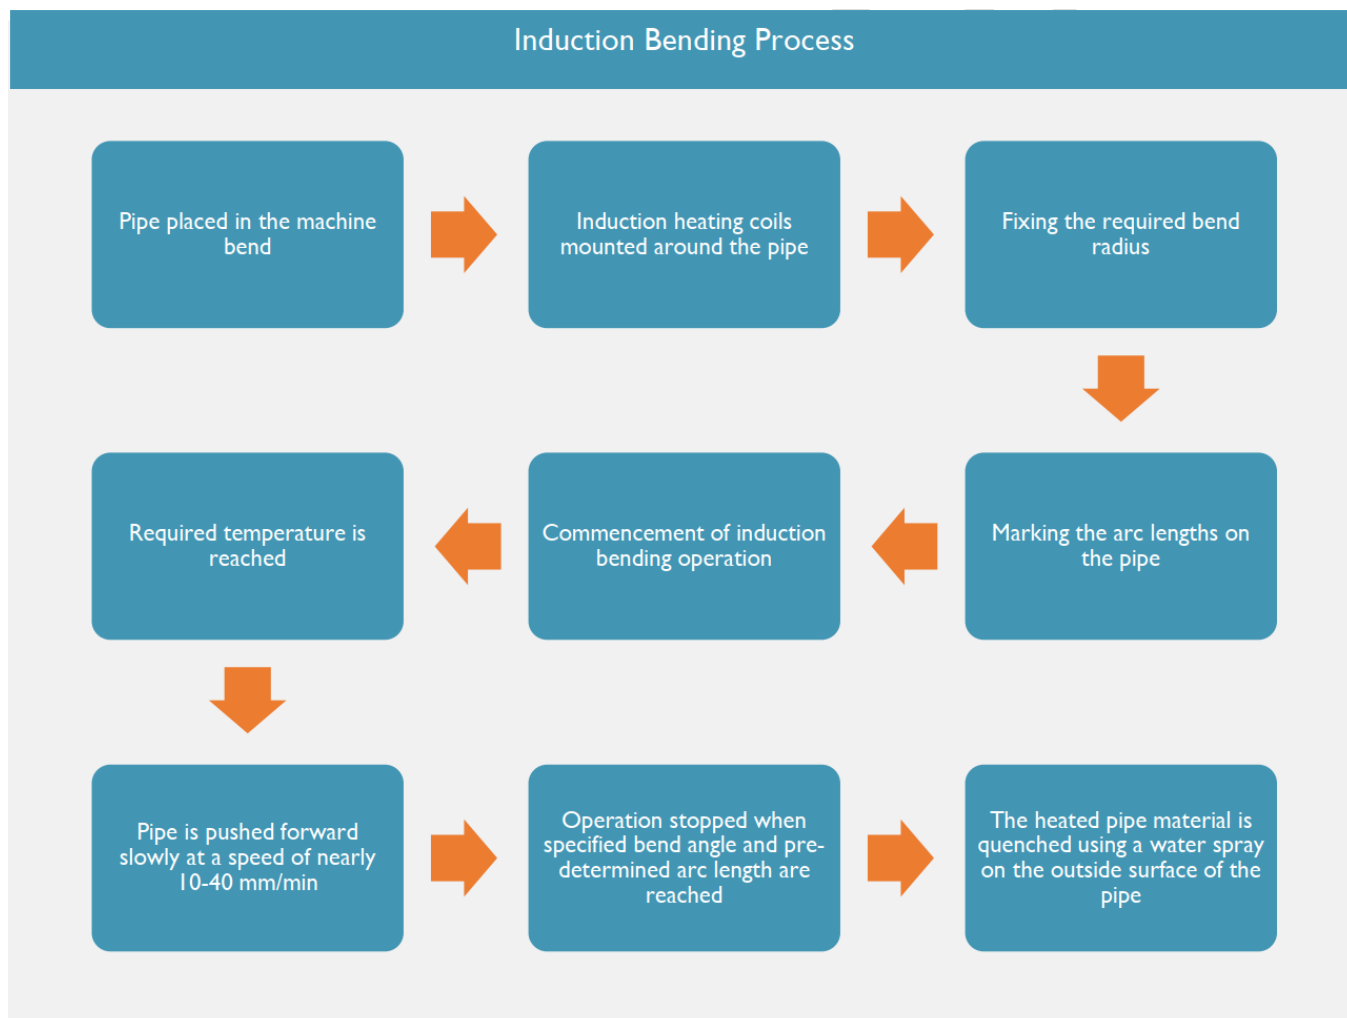 Induction Bending Process
Pipe placed in the machine
bend
Induction heating coils
mounted around the pipe
Fixing the required bend
radius
Marking the arc lengths on
the pipe
Commencement of induction
bending operation
Required temperature is
reached
Pipe is pushed forward
slowly at a speed of nearly
10-40 mm/min
Operation stopped when
specified bend angle and pre-
determined arc length are
reached
The heated pipe material is
quenched using a water spray
on the outside surface of the
pipe